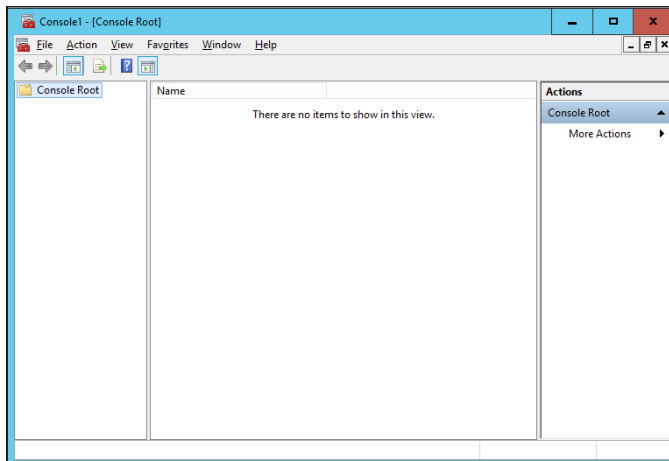 Console1 - [Console Root]
File Action View Favorites Window Help
Console Root
Name
There are no items to show in this view.
Actions
Console Root
More Actions